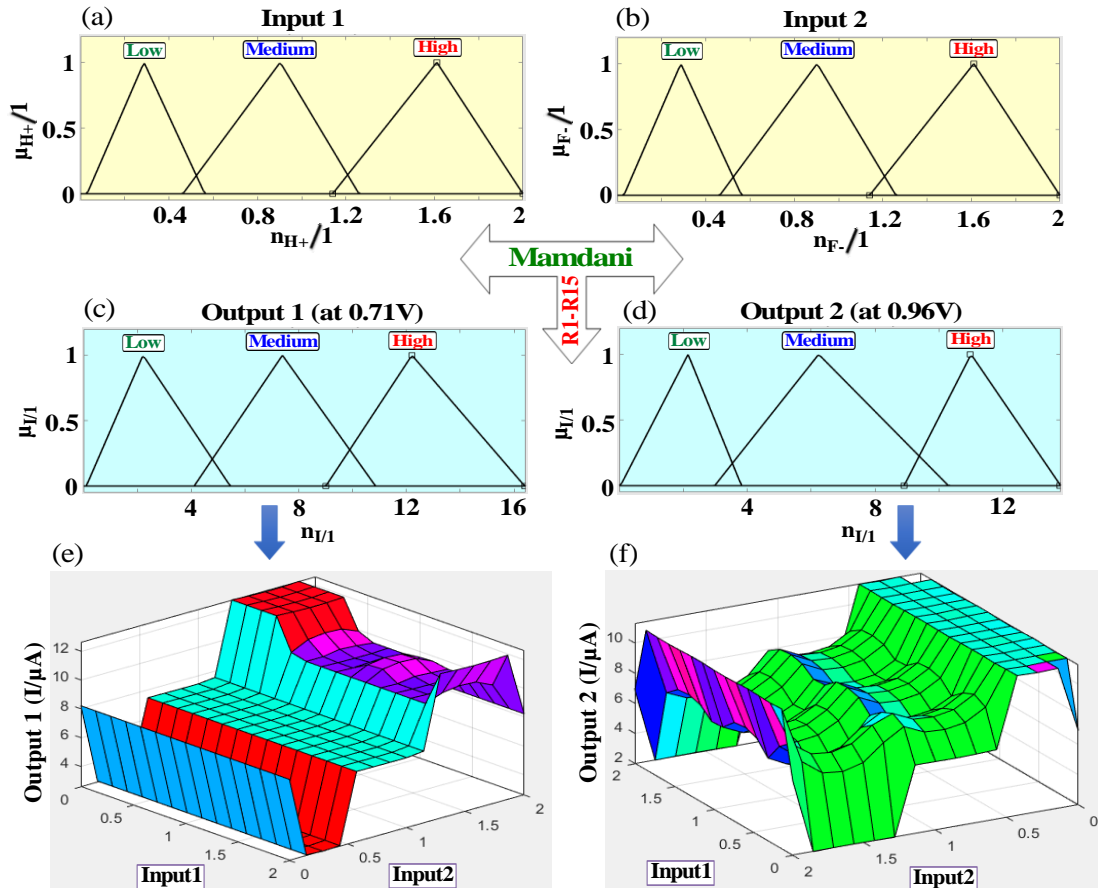 (a) Input 1
Low Medium High
1
0.5
0
μH+/1
0.4 0.8 1.2 1.6 2
nH+/1
(b) Input 2
Low Medium High
1
0.5
0
μF-/1
0.4 0.8 1.2 1.6 2
nF-/1
Mamdani
R1-R15
(c) Output 1 (at 0.71V)
Low Medium High
1
0.5
0
μI/1
4 8 12 16
nI/1
(d) Output 2 (at 0.96V)
Low Medium High
1
0.5
0
μI/1
4 8 12
nI/1
(e)
Output 1 (I/μA)
12
10
8
6
4
0 0.5 1 1.5 2
Input1
0 0.5 1 1.5 2
Input2
(f)
Output 2 (I/μA)
10
8
6
4
2
2 1.5 1 0.5 0
Input1
2 1.5 1 0.5 0
Input2